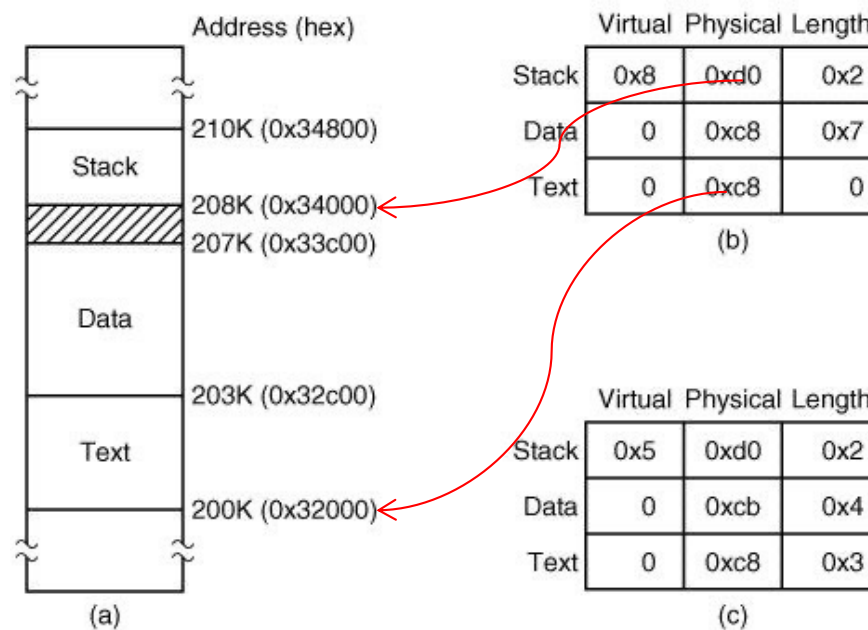 Address (hex)
210K (0x34800)
Stack
208K (0x34000)
207K (0x33c00)
Data
203K (0x32c00)
Text
200K (0x32000)
(a)
Virtual Physical Length
Stack 0x8 0xd0 0x2
Data 0 0xc8 0x7
Text 0 0xc8 0
(b)
Virtual Physical Length
Stack 0x5 0xd0 0x2
Data 0 0xcb 0x4
Text 0 0xc8 0x3
(c)